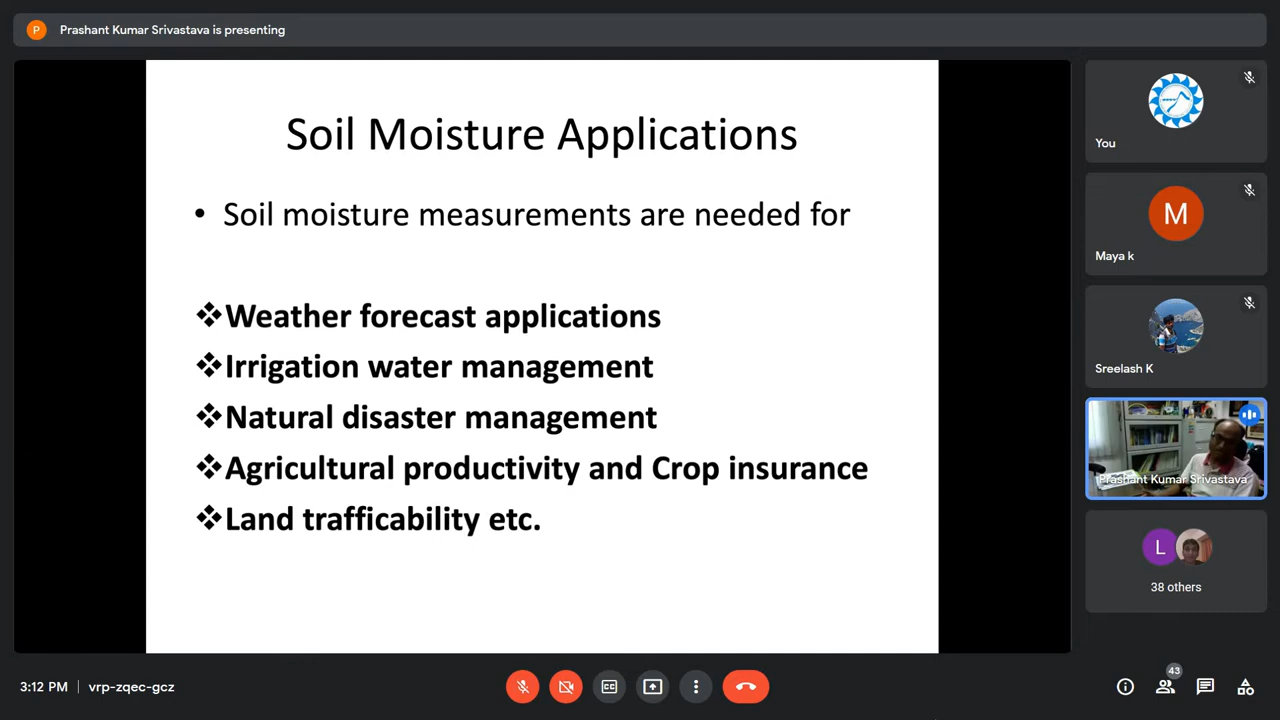 P
Prashant Kumar Srivastava is presenting
Soil Moisture Applications
• Soil moisture measurements are needed for
❖Weather forecast applications
❖Irrigation water management
❖Natural disaster management
❖Agricultural productivity and Crop insurance
❖Land trafficability etc.
You
M
Maya k
Sreelash K
Prashant Kumar Srivastava
L
38 others
3:12 PM | vrp-zqec-gcz
CC
43